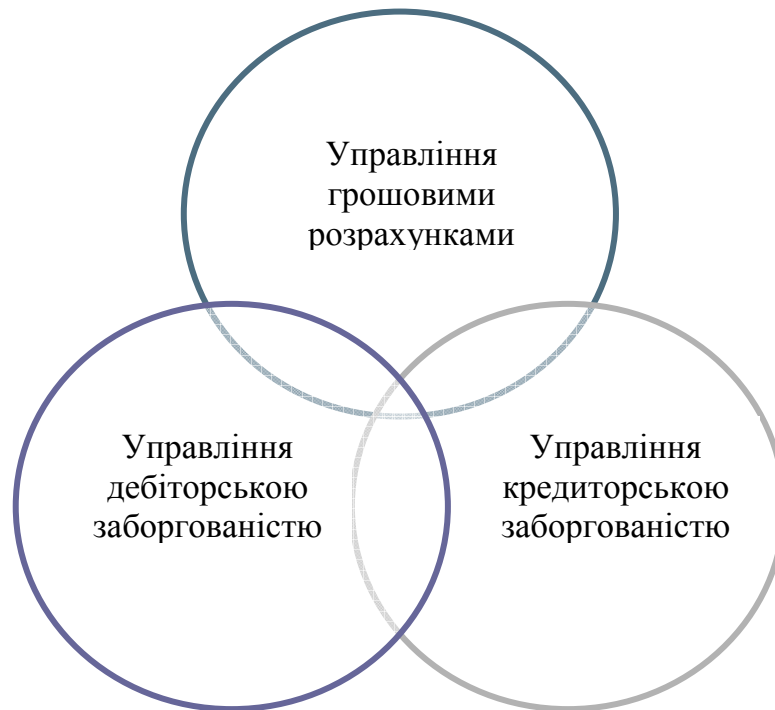 Управління
грошовими
розрахунками
Управління
дебіторською
заборгованістю
Управління
кредиторською
заборгованістю